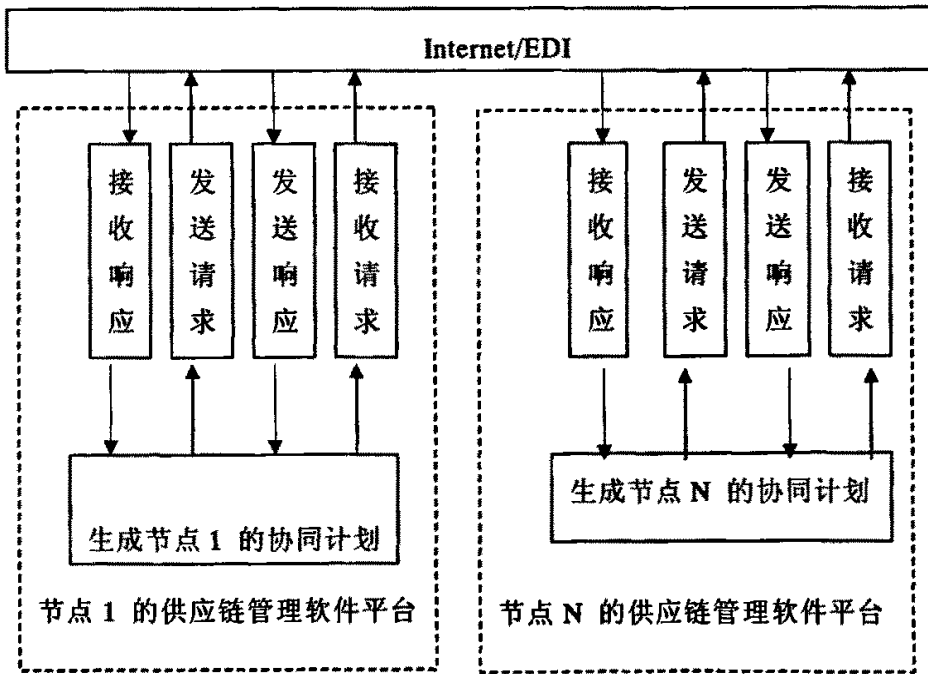 Internet/EDI
接收响应
发送请求
发送响应
接收请求
接收响应
发送请求
发送响应
接收请求
生成节点 1 的协同计划
生成节点 N 的协同计划
节点 1 的供应链管理软件平台
节点 N 的供应链管理软件平台